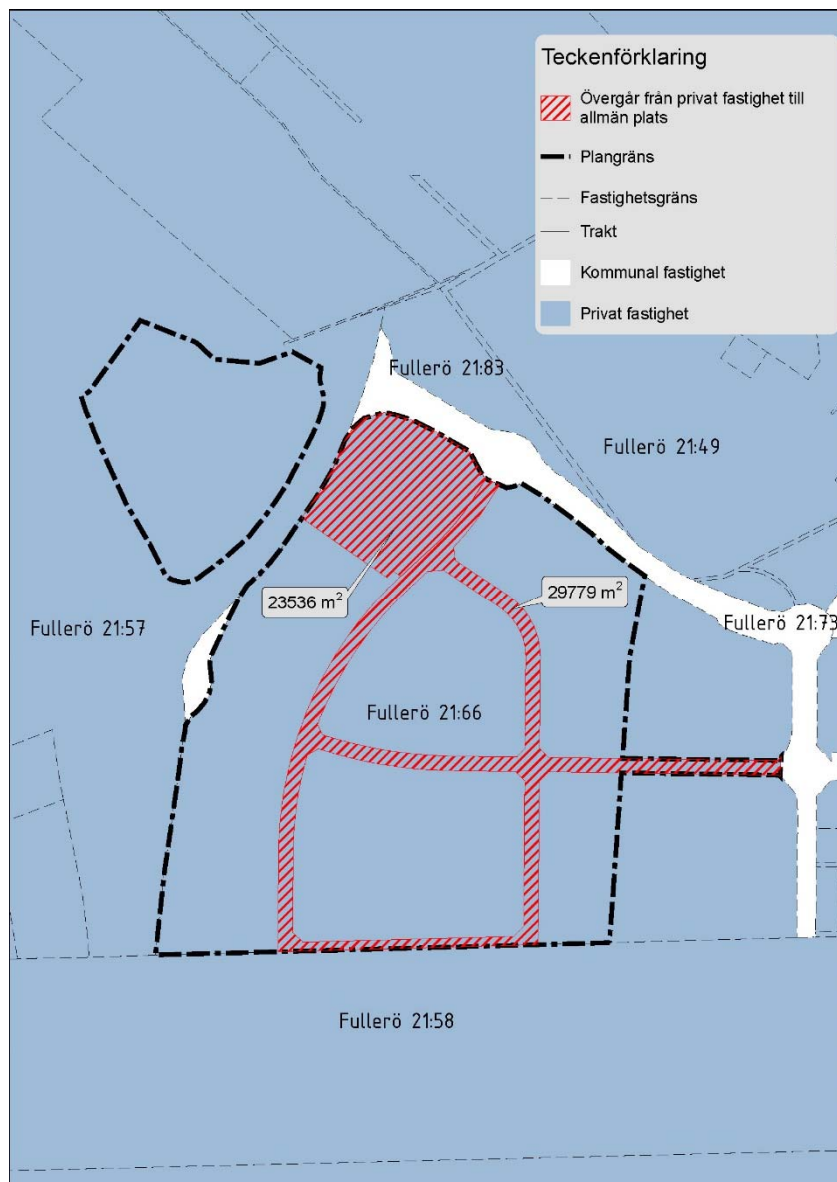 Teckenförklaring
Övergår från privat fastighet till
allmän plats
Plangräns
Fastighetsgräns
Trakt
Kommunal fastighet
Privat fastighet
Fullerö 21:83
Fullerö 21:49
23536 m²
29779 m²
Fullerö 21:57
Fullerö 21:73
Fullerö 21:66
Fullerö 21:58